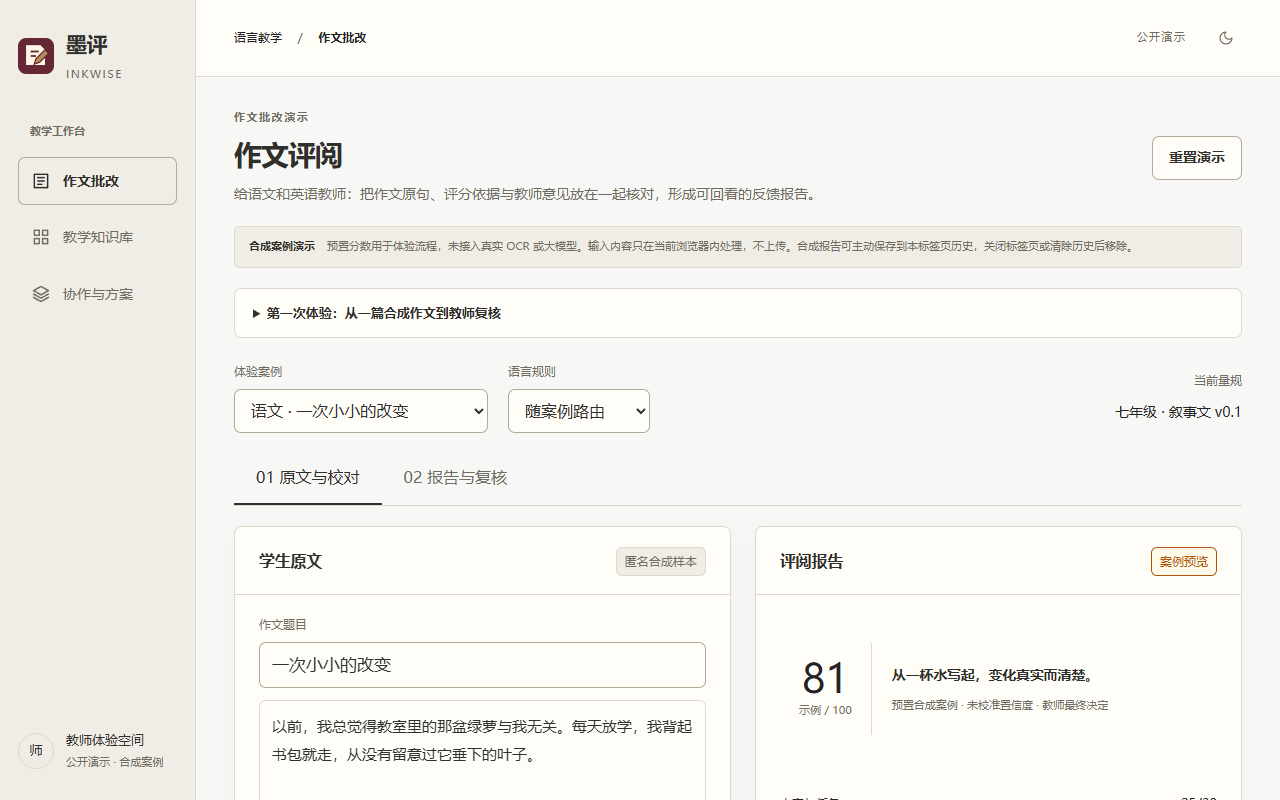 墨评
INKWISE
教学工作台
作文批改
教学知识库
协作与方案
师
教师体验空间
公开演示 · 合成案例
语言教学 / 作文批改
公开演示
作文批改演示
作文评阅
给语文和英语教师：把作文原句、评分依据与教师意见放在一起核对，形成可回看的反馈报告。
重置演示
合成案例演示 预置分数用于体验流程，未接入真实 OCR 或大模型。输入内容只在当前浏览器内处理，不上传。合成报告可主动保存到本标签页历史，关闭标签页或清除历史后移除。
第一次体验：从一篇合成作文到教师复核
体验案例
语文 · 一次小小的改变
语言规则
随案例路由
当前量规
七年级 · 叙事文 v0.1
01 原文与校对
02 报告与复核
学生原文
匿名合成样本
作文题目
一次小小的改变
以前，我总觉得教室里的那盆绿萝与我无关。每天放学，我背起
书包就走，从没有留意过它垂下的叶子。
评阅报告
案例预览
81
示例 / 100
从一杯水写起，变化真实而清楚。
预置合成案例 · 未校准置信度 · 教师最终决定